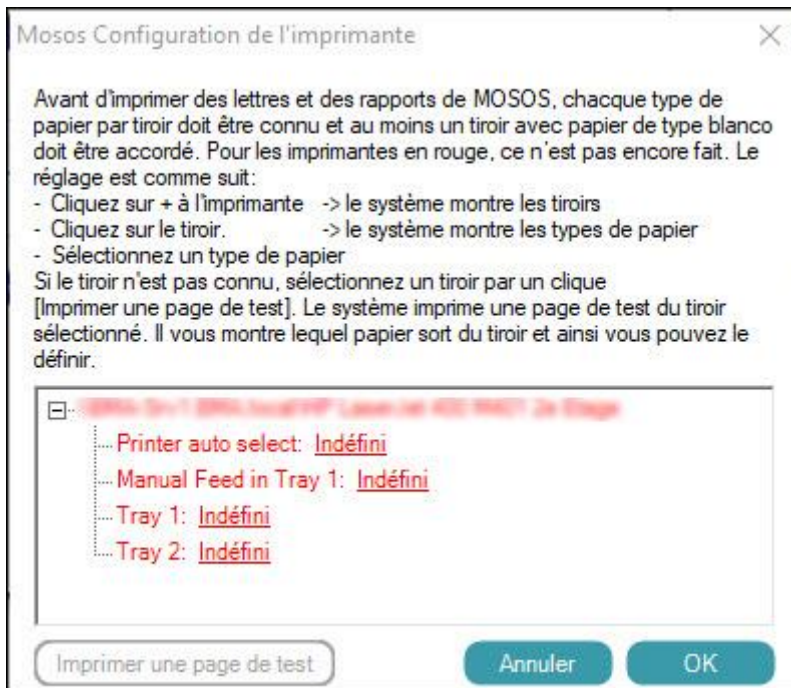 Mosos Configuration de l'imprimante
Avant d'imprimer des lettres et des rapports de MOSOS, chacque type de
papier par tiroir doit être connu et au moins un tiroir avec papier de type blanco
doit être accordé. Pour les imprimantes en rouge, ce n'est pas encore fait. Le
réglage est comme suit:
- Cliquez sur + à l'imprimante -> le système montre les tiroirs
- Cliquez sur le tiroir. -> le système montre les types de papier
- Sélectionnez un type de papier
Si le tiroir n'est pas connu, sélectionnez un tiroir par un clique
[Imprimer une page de test]. Le système imprime une page de test du tiroir
sélectionné. Il vous montre lequel papier sort du tiroir et ainsi vous pouvez le
définir.
Printer auto select: Indéfini
Manual Feed in Tray 1: Indéfini
Tray 1: Indéfini
Tray 2: Indéfini
Imprimer une page de test Annuler OK